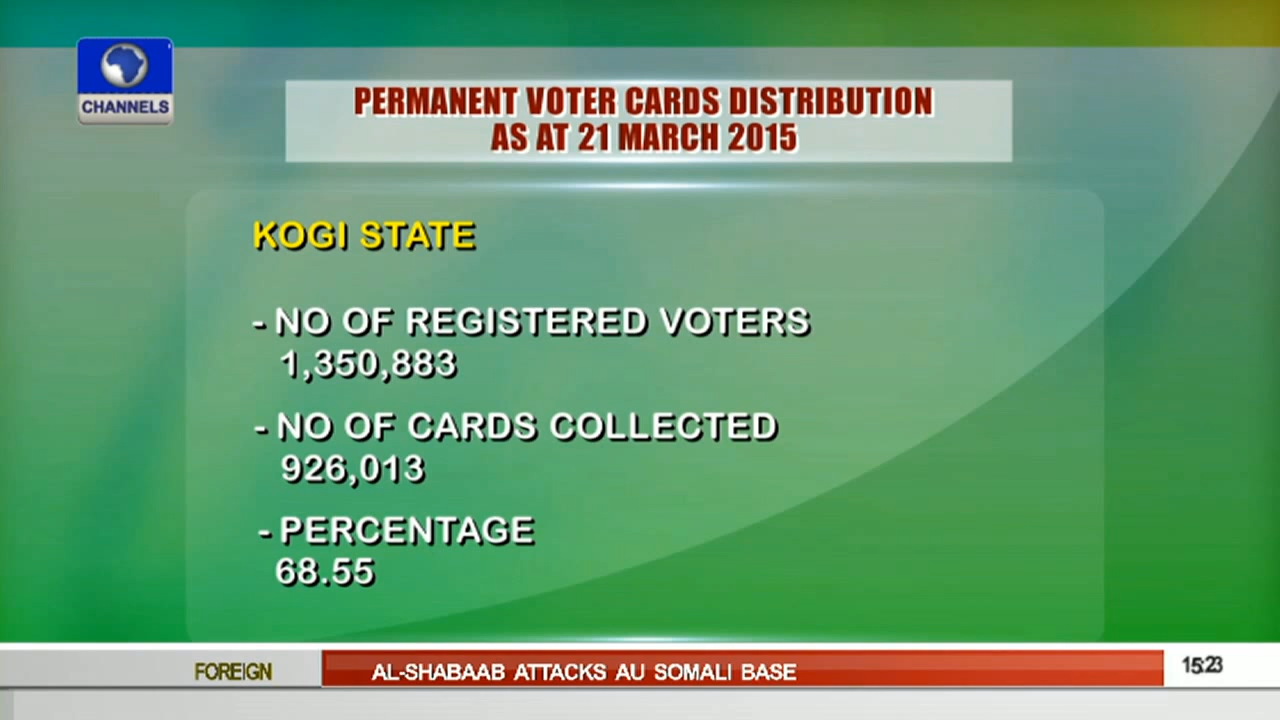 CHANNELS
PERMANENT VOTER CARDS DISTRIBUTION
AS AT 21 MARCH 2015
KOGI STATE
- NO OF REGISTERED VOTERS
1,350,883
- NO OF CARDS COLLECTED
926,013
- PERCENTAGE
68.55
FOREIGN AL-SHABAAB ATTACKS AU SOMALI BASE 15:23